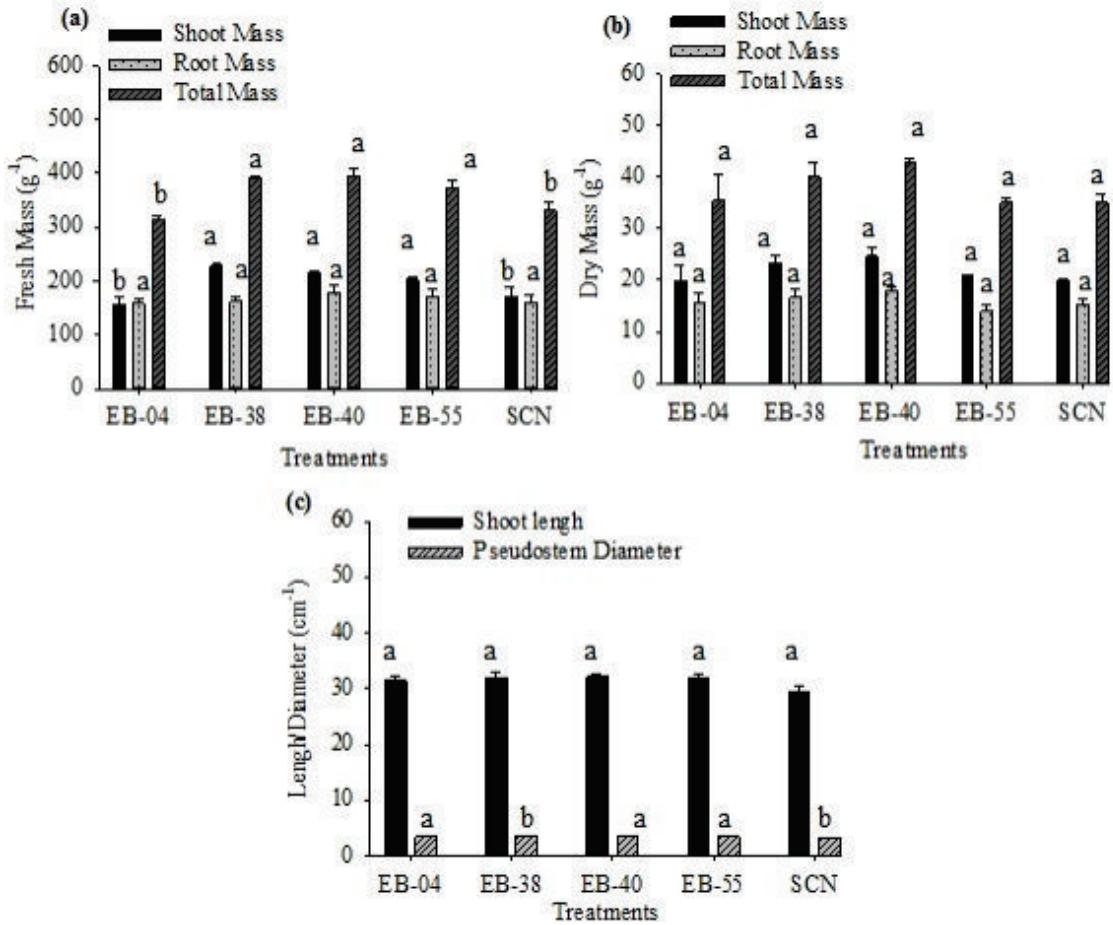 (a)
Shoot Mass
Root Mass
Total Mass
Fresh Mass (g⁻¹)
600
500
400
300
200
100
0
b a b
a a a
a a a
a a a
b a b
EB-04 EB-38 EB-40 EB-55 SCN
Treatments
(b)
Shoot Mass
Root Mass
Total Mass
Dry Mass (g⁻¹)
60
50
40
30
20
10
0
a a a
a a a
a a a
a a a
a a a
EB-04 EB-38 EB-40 EB-55 SCN
Treatments
(c)
Shoot lengh
Pseudostem Diameter
Lengh/Diameter (cm⁻¹)
60
50
40
30
20
10
0
a a
a b
a a
a a
a b
EB-04 EB-38 EB-40 EB-55 SCN
Treatments